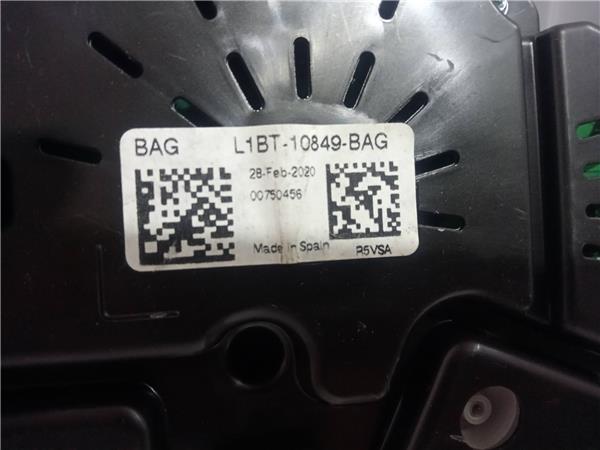 BAG L1BT-10849-BAG
28-Feb-2020
00750456
Made in Spain R5VSA